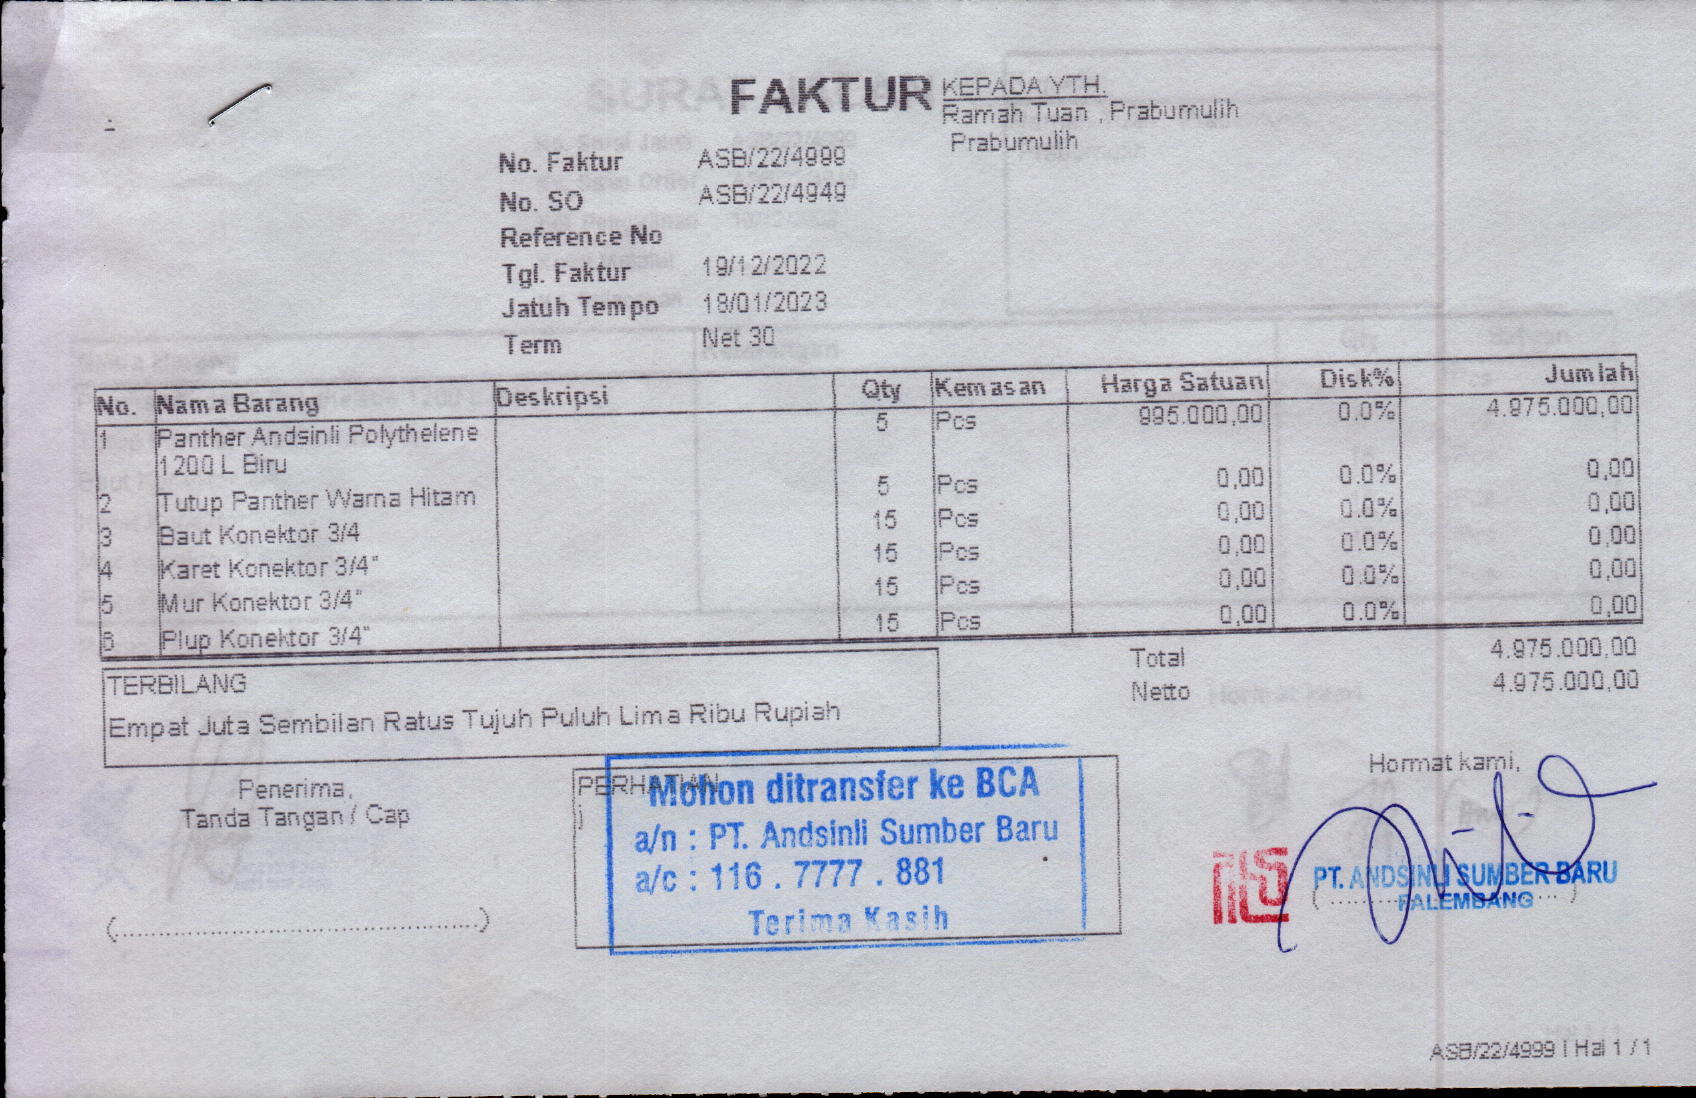 FAKTUR
KEPADA YTH.
Ramah Tuan , Prabumulih
Prabumulih
No. Faktur ASB/22/4999
No. SO ASB/22/4949
Reference No
Tgl. Faktur 19/12/2022
Jatuh Tempo 18/01/2023
Term Net 30
No. Nama Barang Deskripsi Qty Kemasan Harga Satuan Disk% Jumlah
1 Panther Andsinli Polythelene 5 Pcs 995.000,00 0.0% 4.975.000,00
1200 L Biru
2 Tutup Panther Warna Hitam 5 Pcs 0,00 0.0% 0,00
3 Baut Konektor 3/4 15 Pcs 0,00 0.0% 0,00
4 Karet Konektor 3/4" 15 Pcs 0,00 0.0% 0,00
5 Mur Konektor 3/4" 15 Pcs 0,00 0.0% 0,00
6 Plup Konektor 3/4" 15 Pcs 0,00 0.0% 0,00
Total 4.975.000,00
Netto 4.975.000,00
TERBILANG
Empat Juta Sembilan Ratus Tujuh Puluh Lima Ribu Rupiah
Penerima,
Tanda Tangan / Cap
(................................................)
PERHATIAN
j
Mohon ditransfer ke BCA
a/n : PT. Andsinli Sumber Baru
a/c : 116 . 7777 . 881
Terima Kasih
Hormat kami,
PT. ANDSINLI SUMBER BARU
PALEMBANG
ASB/22/4999 | Hal 1 / 1